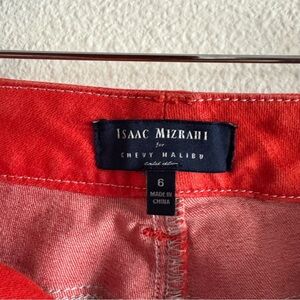 ISAAC MIZRAHI
for
CHEVY MALIBU
limited edition
6
MADE IN
CHINA